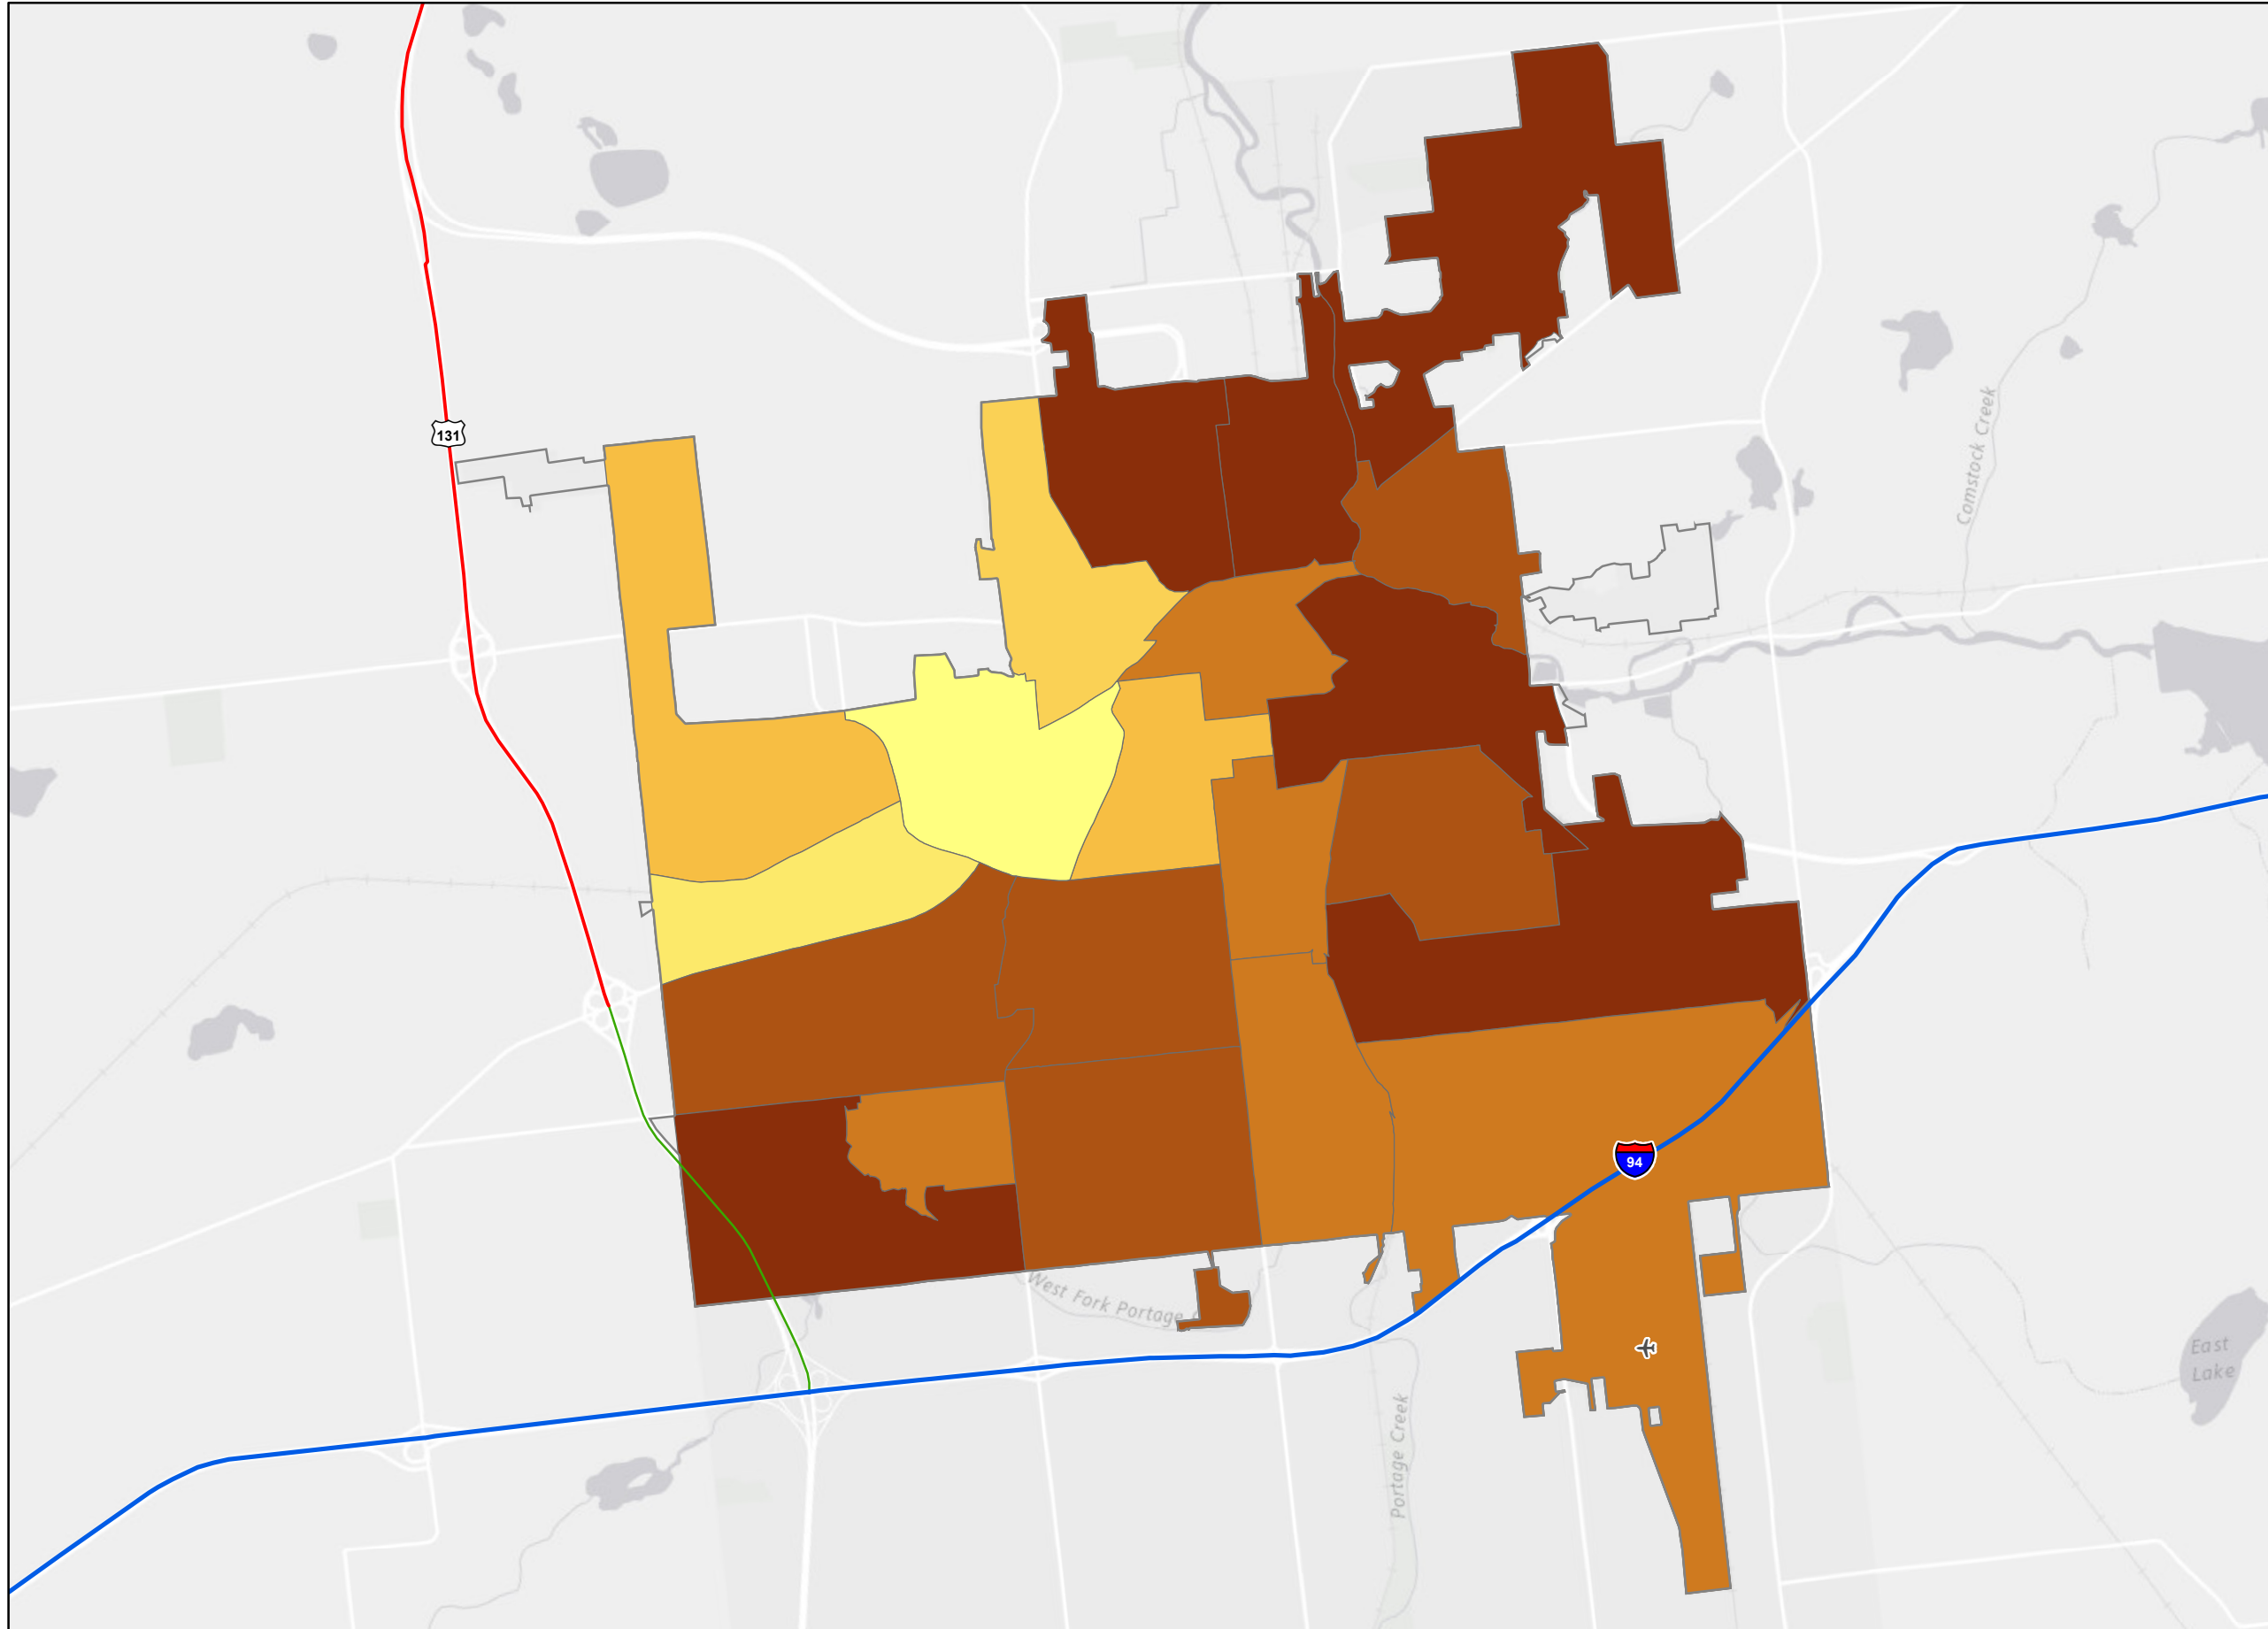 131
Comstock Creek
94
West Fork Portage
East
Lake
Portage Creek